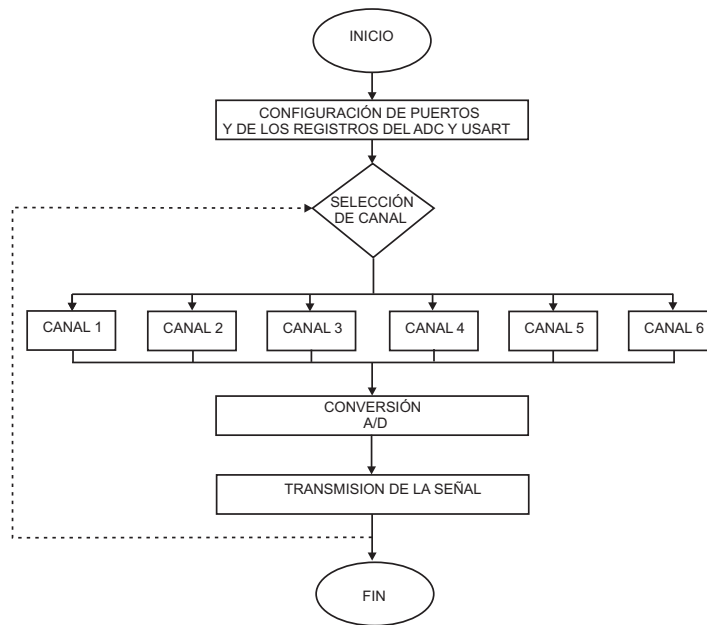 INICIO
CONFIGURACIÓN DE PUERTOS
Y DE LOS REGISTROS DEL ADC Y USART
SELECCIÓN
DE CANAL
CANAL 1
CANAL 2
CANAL 3
CANAL 4
CANAL 5
CANAL 6
CONVERSIÓN
A/D
TRANSMISION DE LA SEÑAL
FIN